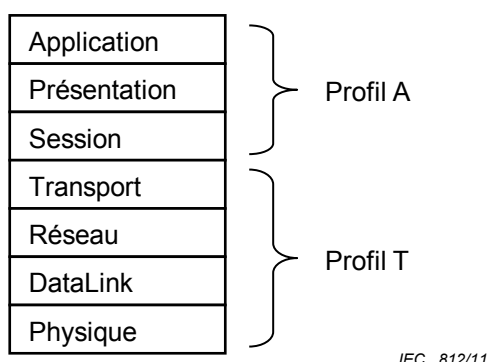 Application
Présentation
Session
Profil A
Transport
Réseau
DataLink
Physique
Profil T
IEC 812/11